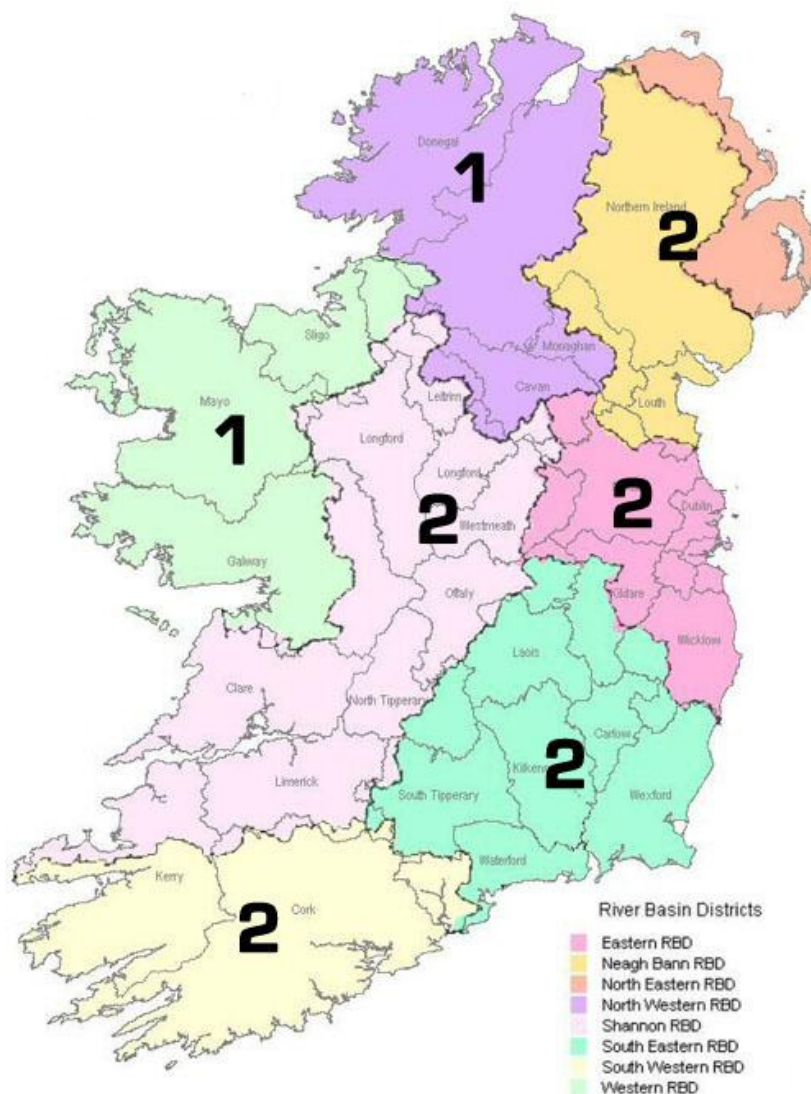 Donegal
1
Northern Ireland
2
Sligo
Monaghan
Cavan
Leitrim
Mayo
Louth
1
Longford
Longford
2
2
Dublin
Westmeath
Galway
Offaly
Kildare
Wicklow
Laois
Clare
North Tipperary
Carlow
2
Limerick
South Tipperary
Wexford
Waterford
Kerry
2
Cork
River Basin Districts
Eastern RBD
Neagh Bann RBD
North Eastern RBD
North Western RBD
Shannon RBD
South Eastern RBD
South Western RBD
Western RBD